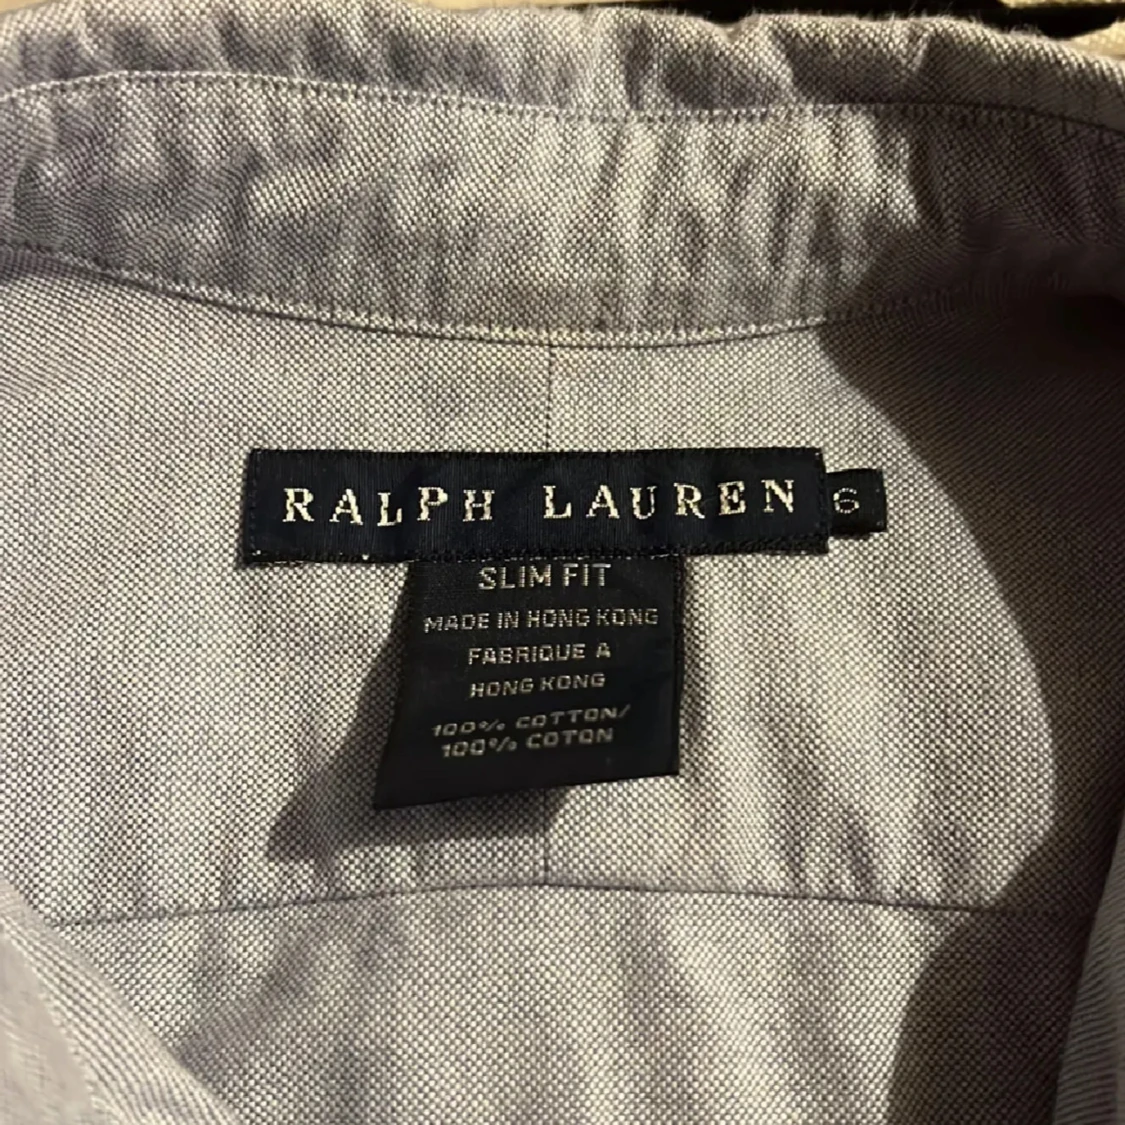 RALPH LAUREN 6
SLIM FIT
MADE IN HONG KONG
FABRIQUE A
HONG KONG
100% COTTON/
100% COTON